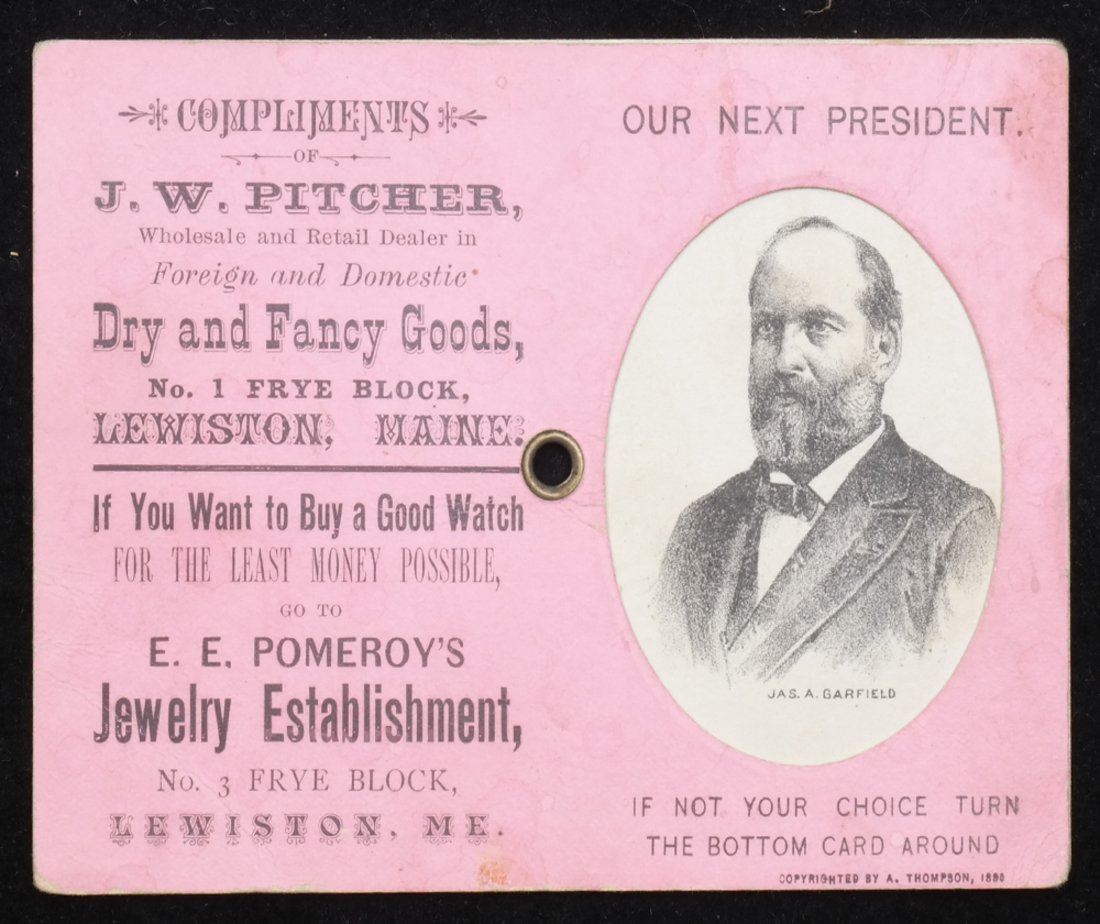 COMPLIMENTS
OF
J. W. PITCHER,
Wholesale and Retail Dealer in
Foreign and Domestic
Dry and Fancy Goods,
No. 1 FRYE BLOCK,
LEWISTON, MAINE.
If You Want to Buy a Good Watch
FOR THE LEAST MONEY POSSIBLE,
GO TO
E. E. POMEROY'S
Jewelry Establishment,
No. 3 FRYE BLOCK,
LEWISTON, ME.
OUR NEXT PRESIDENT.
JAS. A. GARFIELD
IF NOT YOUR CHOICE TURN
THE BOTTOM CARD AROUND
COPYRIGHTED BY A. THOMPSON, 1880